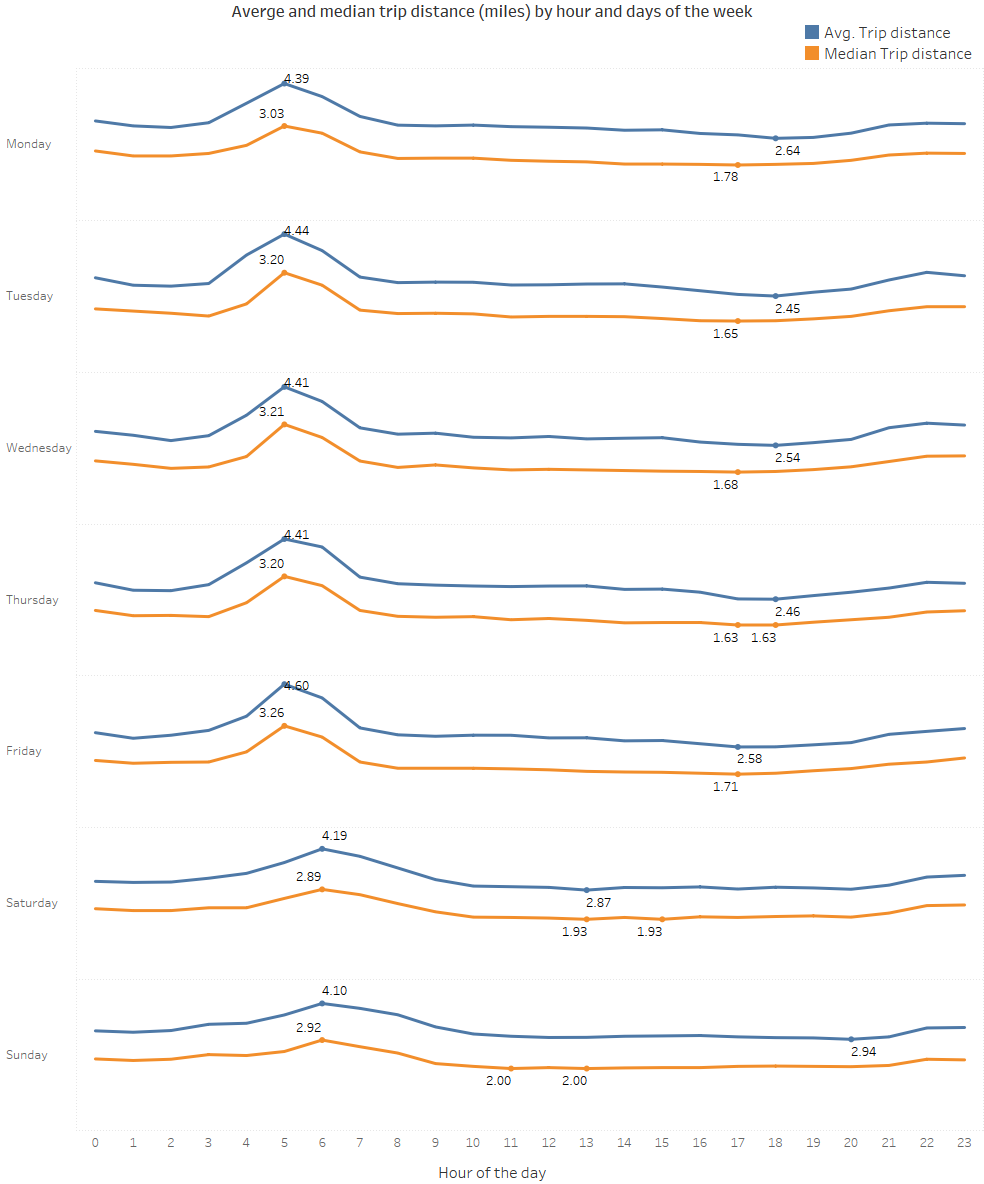 Averge and median trip distance (miles) by hour and days of the week
Avg. Trip distance
Median Trip distance
Monday
4.39
3.03
2.64
1.78
Tuesday
4.44
3.20
2.45
1.65
Wednesday
4.41
3.21
2.54
1.68
Thursday
4.41
3.20
2.46
1.63 1.63
Friday
4.60
3.26
2.58
1.71
Saturday
4.19
2.89
2.87
1.93 1.93
Sunday
4.10
2.92
2.94
2.00 2.00
0 1 2 3 4 5 6 7 8 9 10 11 12 13 14 15 16 17 18 19 20 21 22 23
Hour of the day